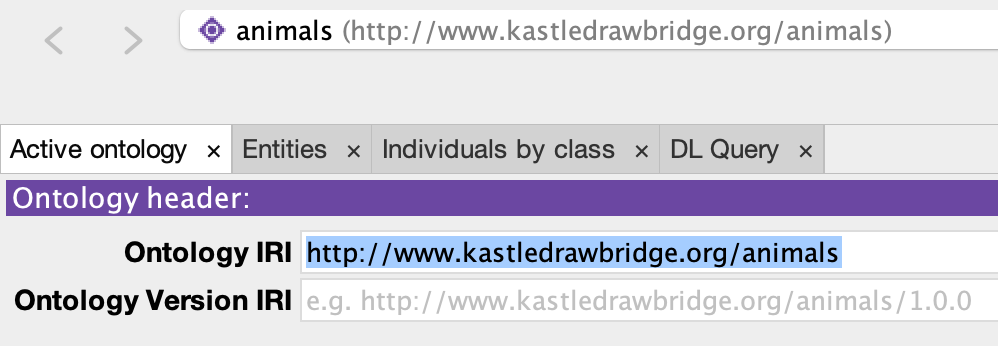 animals (http://www.kastledrawbridge.org/animals)
Active ontology × Entities × Individuals by class × DL Query ×
Ontology header:
Ontology IRI http://www.kastledrawbridge.org/animals
Ontology Version IRI e.g. http://www.kastledrawbridge.org/animals/1.0.0